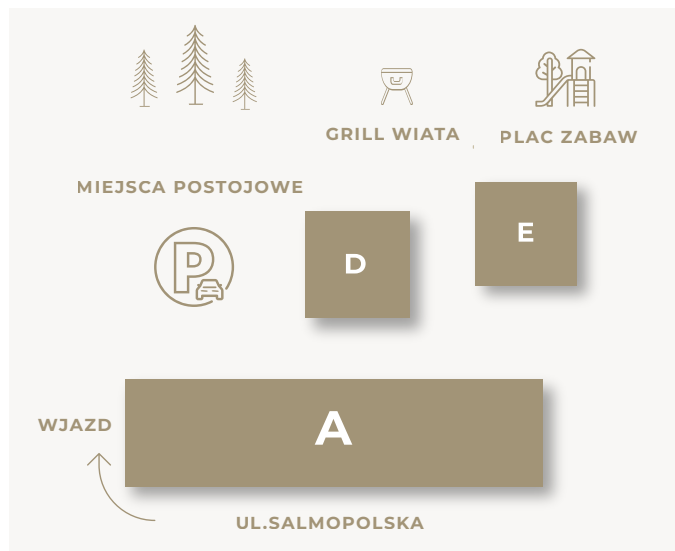 GRILL WIATA
PLAC ZABAW
MIEJSCA POSTOJOWE
P
D
E
A
WJAZD
UL.SALMOPOLSKA